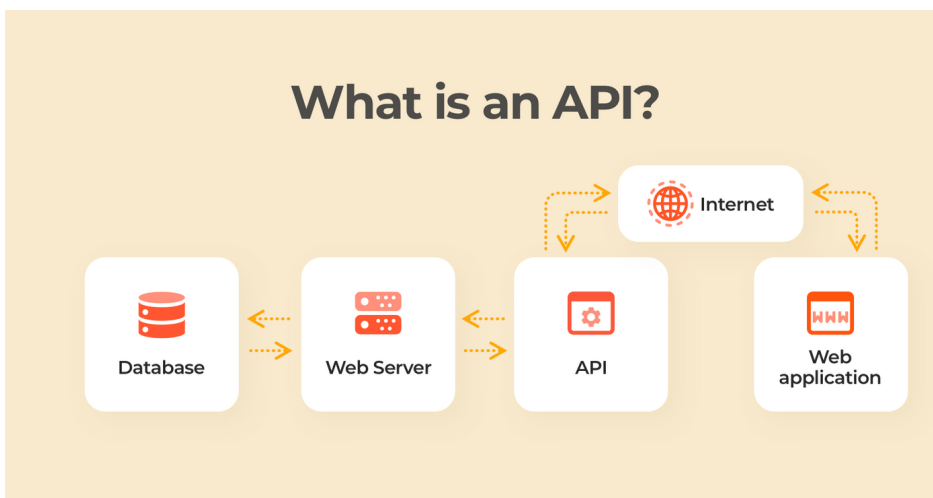 What is an API?
Internet
Database
Web Server
API
WWW
Web
application